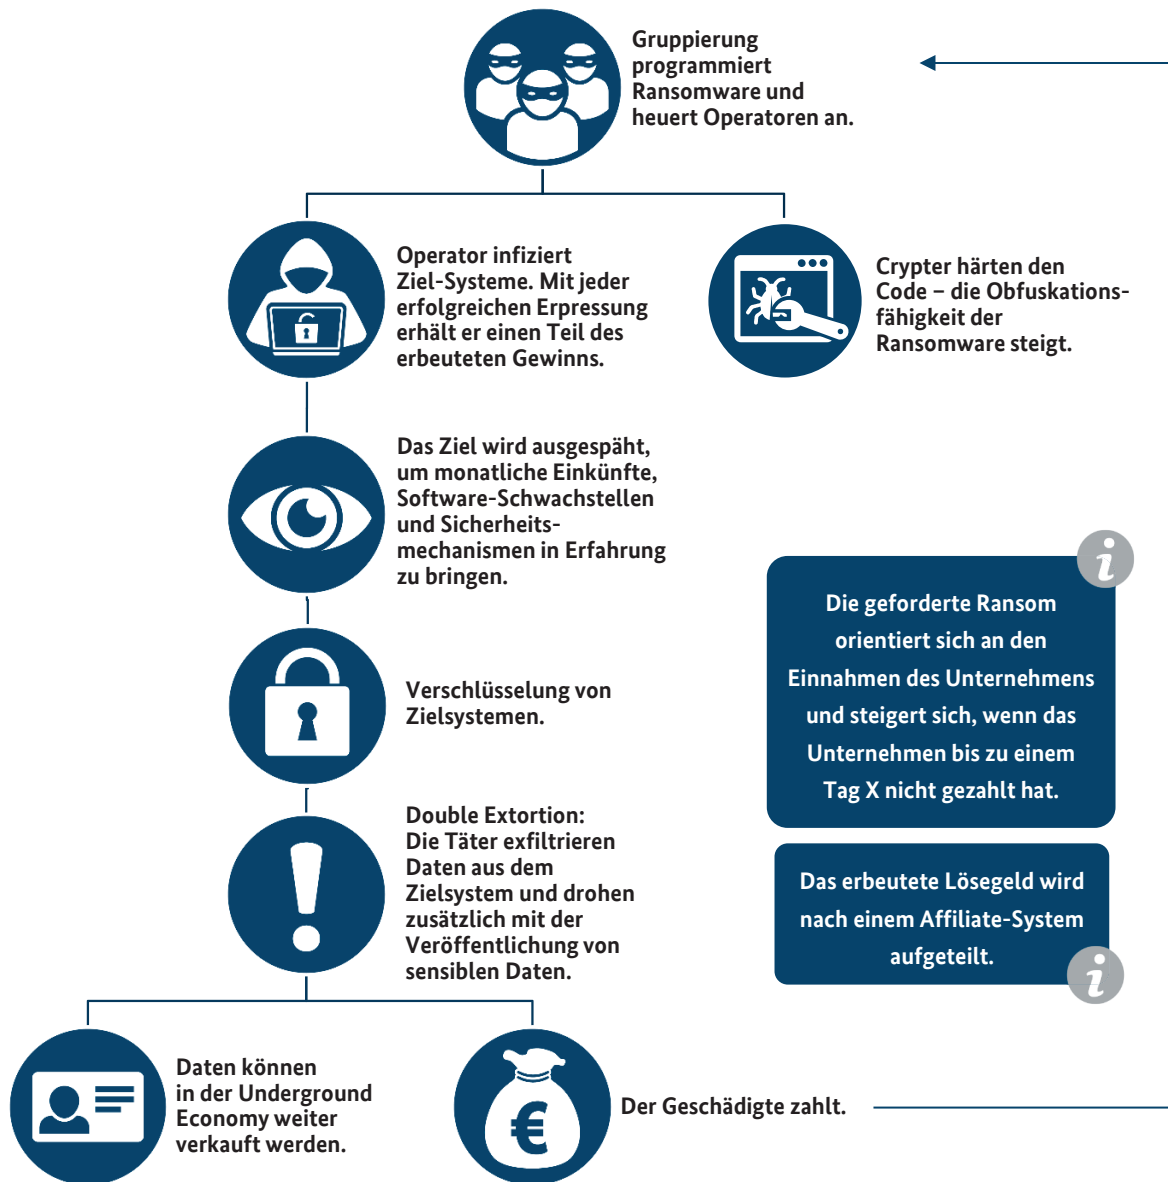 Gruppierung
programmiert
Ransomware und
heuert Operatoren an.
Operator infiziert
Ziel-Systeme. Mit jeder
erfolgreichen Erpressung
erhält er einen Teil des
erbeuteten Gewinns.
Crypter härten den
Code – die Obfuskations-
fähigkeit der
Ransomware steigt.
Das Ziel wird ausgespäht,
um monatliche Einkünfte,
Software-Schwachstellen
und Sicherheits-
mechanismen in Erfahrung
zu bringen.
i
Die geforderte Ransom
orientiert sich an den
Einnahmen des Unternehmens
und steigert sich, wenn das
Unternehmen bis zu einem
Tag X nicht gezahlt hat.
Verschlüsselung von
Zielsystemen.
Double Extortion:
Die Täter exfiltrieren
Daten aus dem
Zielsystem und drohen
zusätzlich mit der
Veröffentlichung von
sensiblen Daten.
Das erbeutete Lösegeld wird
nach einem Affiliate-System
aufgeteilt.
i
Daten können
in der Underground
Economy weiter
verkauft werden.
€
Der Geschädigte zahlt.